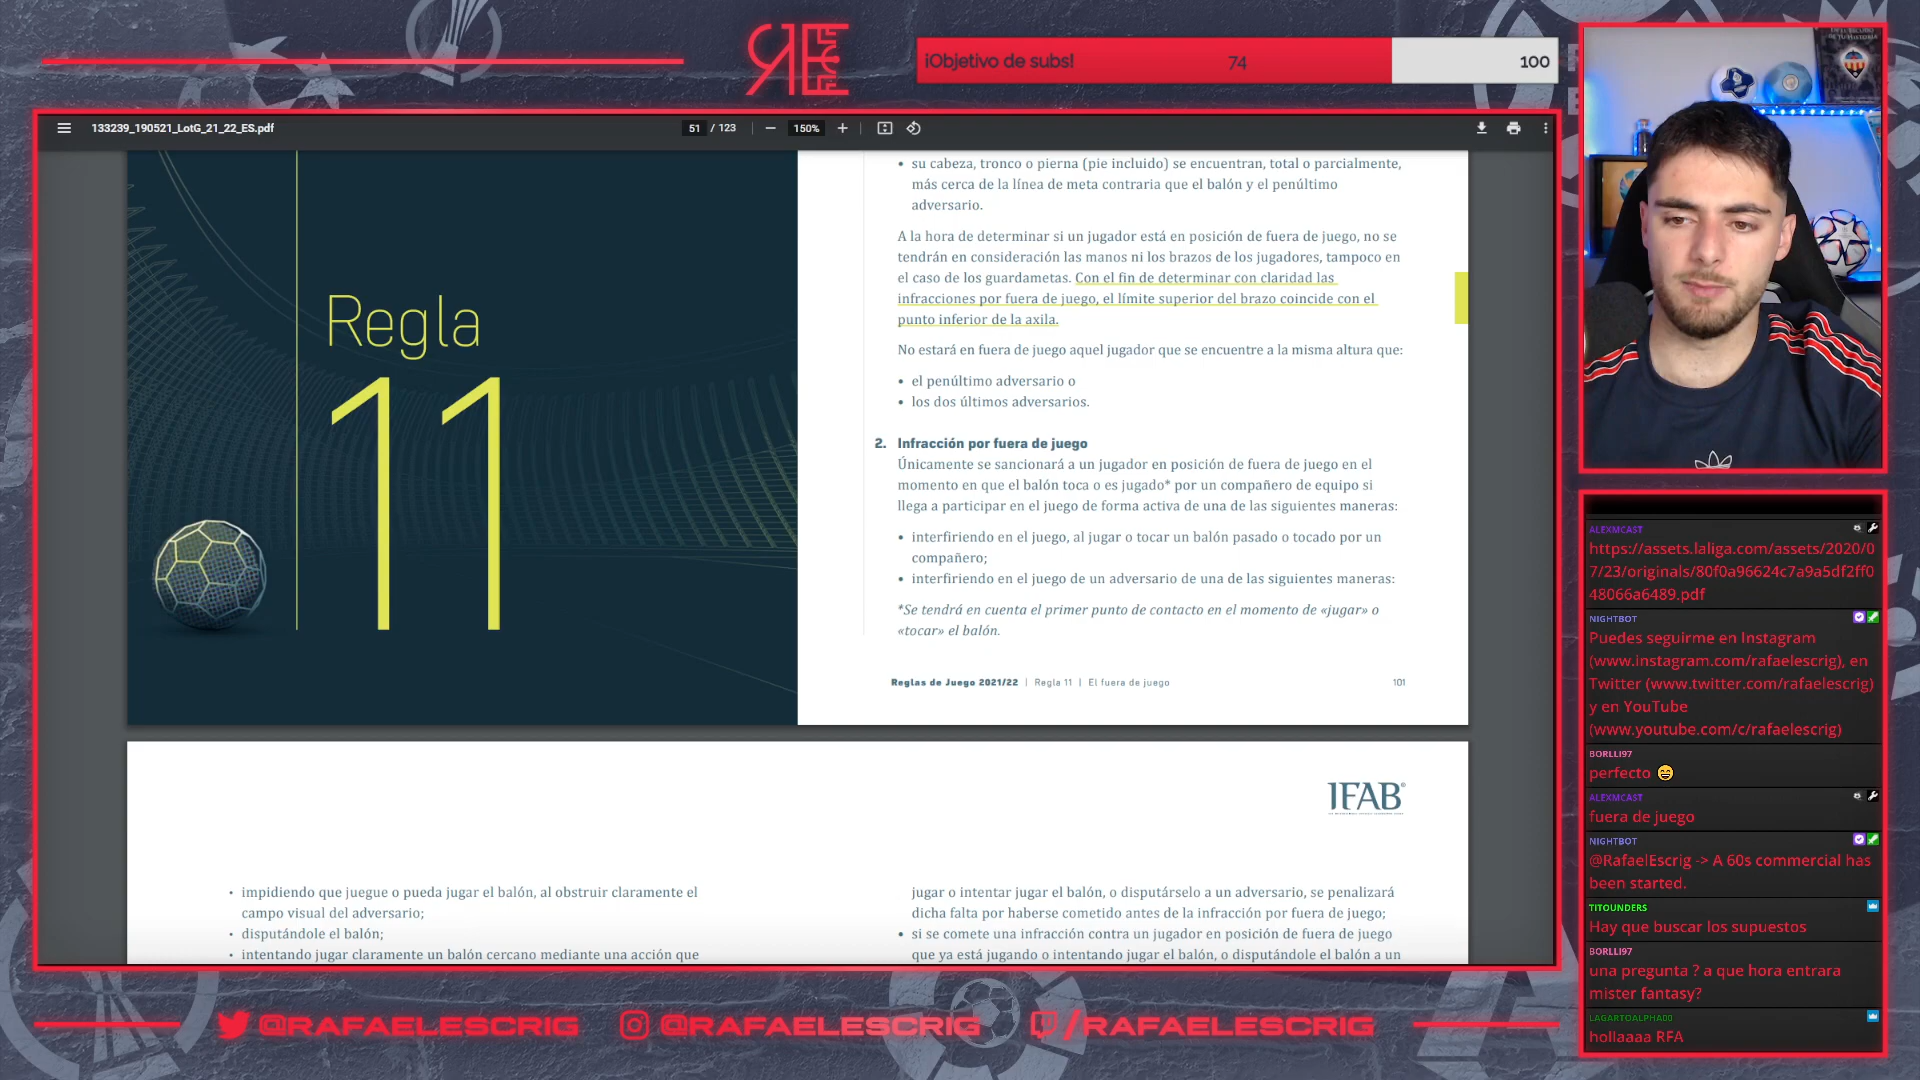 ¡Objetivo de subs! 74 100
133239_190521_LotG_21_22_ES.pdf
51 / 123
150%
Regla
11
• su cabeza, tronco o pierna (pie incluido) se encuentran, total o parcialmente,
más cerca de la línea de meta contraria que el balón y el penúltimo
adversario.
A la hora de determinar si un jugador está en posición de fuera de juego, no se
tendrán en consideración las manos ni los brazos de los jugadores, tampoco en
el caso de los guardametas. Con el fin de determinar con claridad las
infracciones por fuera de juego, el límite superior del brazo coincide con el
punto inferior de la axila.
No estará en fuera de juego aquel jugador que se encuentre a la misma altura que:
• el penúltimo adversario o
• los dos últimos adversarios.
2. Infracción por fuera de juego
Únicamente se sancionará a un jugador en posición de fuera de juego en el
momento en que el balón toca o es jugado* por un compañero de equipo si
llega a participar en el juego de forma activa de una de las siguientes maneras:
• interfiriendo en el juego, al jugar o tocar un balón pasado o tocado por un
compañero;
• interfiriendo en el juego de un adversario de una de las siguientes maneras:
*Se tendrá en cuenta el primer punto de contacto en el momento de «jugar» o
«tocar» el balón.
Reglas de Juego 2021/22 | Regla 11 | El fuera de juego 101
IFAB
• impidiendo que juegue o pueda jugar el balón, al obstruir claramente el
campo visual del adversario;
• disputándole el balón;
• intentando jugar claramente un balón cercano mediante una acción que
jugar o intentar jugar el balón, o disputárselo a un adversario, se penalizará
dicha falta por haberse cometido antes de la infracción por fuera de juego;
• si se comete una infracción contra un jugador en posición de fuera de juego
que ya está jugando o intentando jugar el balón, o disputándole el balón a un
ALEXMCAST
https://assets.laliga.com/assets/2020/0
7/23/originals/80f0a96624c7a9a5df2ff0
48066a6489.pdf
NIGHTBOT
Puedes seguirme en Instagram
(www.instagram.com/rafaelescrig), en
Twitter (www.twitter.com/rafaelescrig)
y en YouTube
(www.youtube.com/c/rafaelescrig)
BORLLI97
perfecto 😄
ALEXMCAST
fuera de juego
NIGHTBOT
@RafaelEscrig -> A 60s commercial has
been started.
TITOUNDERS
Hay que buscar los supuestos
BORLLI97
una pregunta ? a que hora entrara
mister fantasy?
LAGARTOALPHA00
hollaaaa RFA
@RAFAELESCRIG @RAFAELESCRIG /RAFAELESCRIG